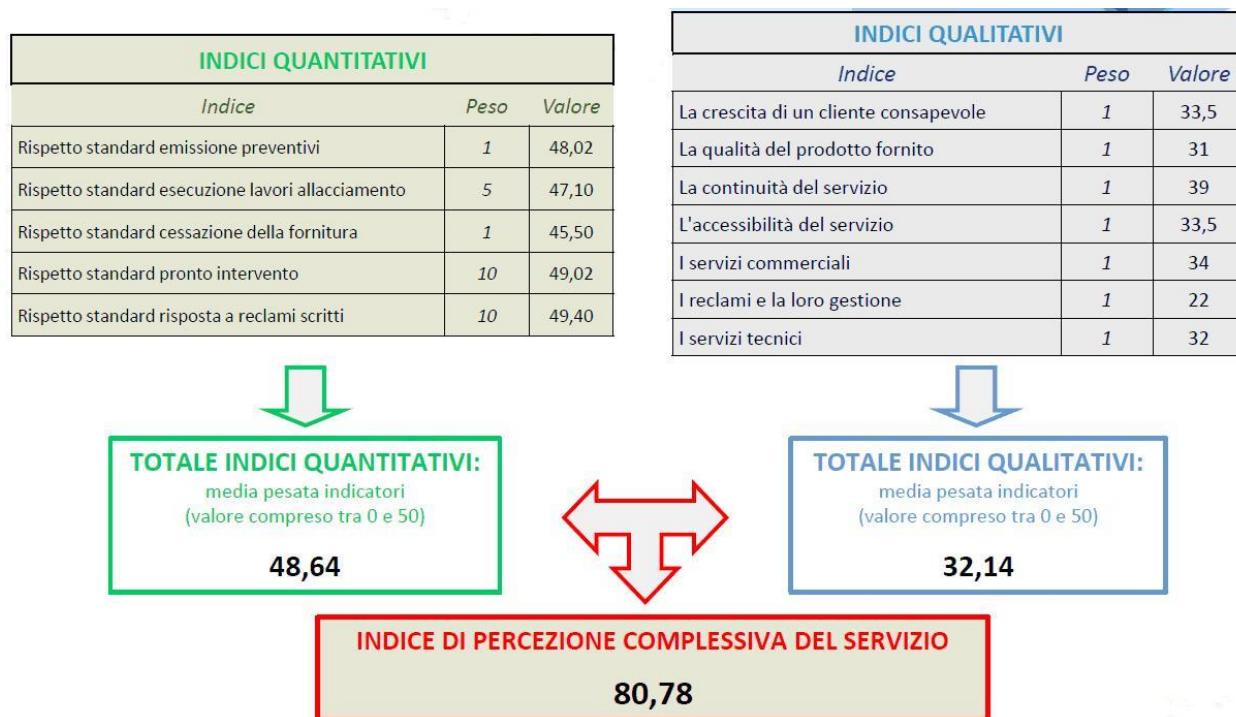 INDICI QUANTITATIVI
Indice Peso Valore
Rispetto standard emissione preventivi 1 48,02
Rispetto standard esecuzione lavori allacciamento 5 47,10
Rispetto standard cessazione della fornitura 1 45,50
Rispetto standard pronto intervento 10 49,02
Rispetto standard risposta a reclami scritti 10 49,40
INDICI QUALITATIVI
Indice Peso Valore
La crescita di un cliente consapevole 1 33,5
La qualità del prodotto fornito 1 31
La continuità del servizio 1 39
L'accessibilità del servizio 1 33,5
I servizi commerciali 1 34
I reclami e la loro gestione 1 22
I servizi tecnici 1 32
TOTALE INDICI QUANTITATIVI:
media pesata indicatori
(valore compreso tra 0 e 50)
48,64
TOTALE INDICI QUALITATIVI:
media pesata indicatori
(valore compreso tra 0 e 50)
32,14
INDICE DI PERCEZIONE COMPLESSIVA DEL SERVIZIO
80,78